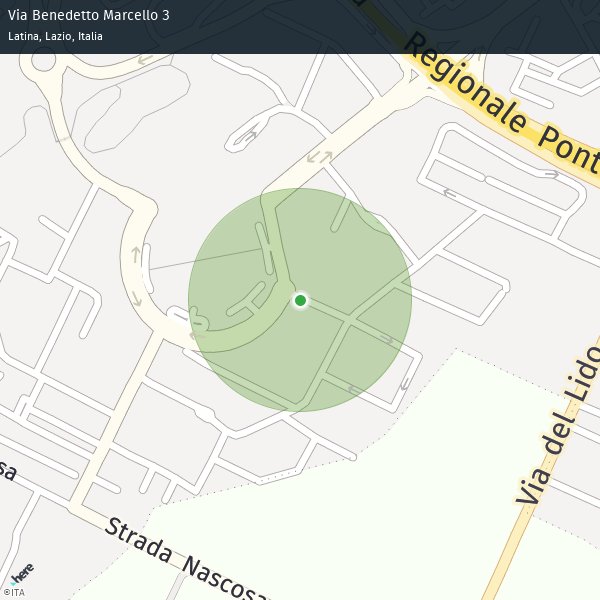 Via Benedetto Marcello 3
Latina, Lazio, Italia
Regionale Pont
Via del Lido
sa
Strada Nascosa
here
©ITA